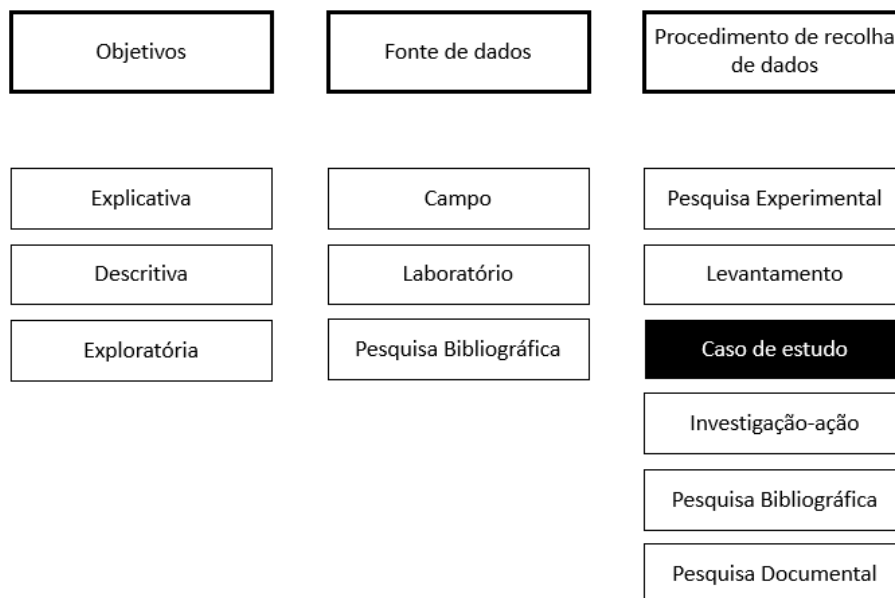 Objetivos
Fonte de dados
Procedimento de recolha
de dados
Explicativa
Campo
Pesquisa Experimental
Descritiva
Laboratório
Levantamento
Exploratória
Pesquisa Bibliográfica
Caso de estudo
Investigação-ação
Pesquisa Bibliográfica
Pesquisa Documental